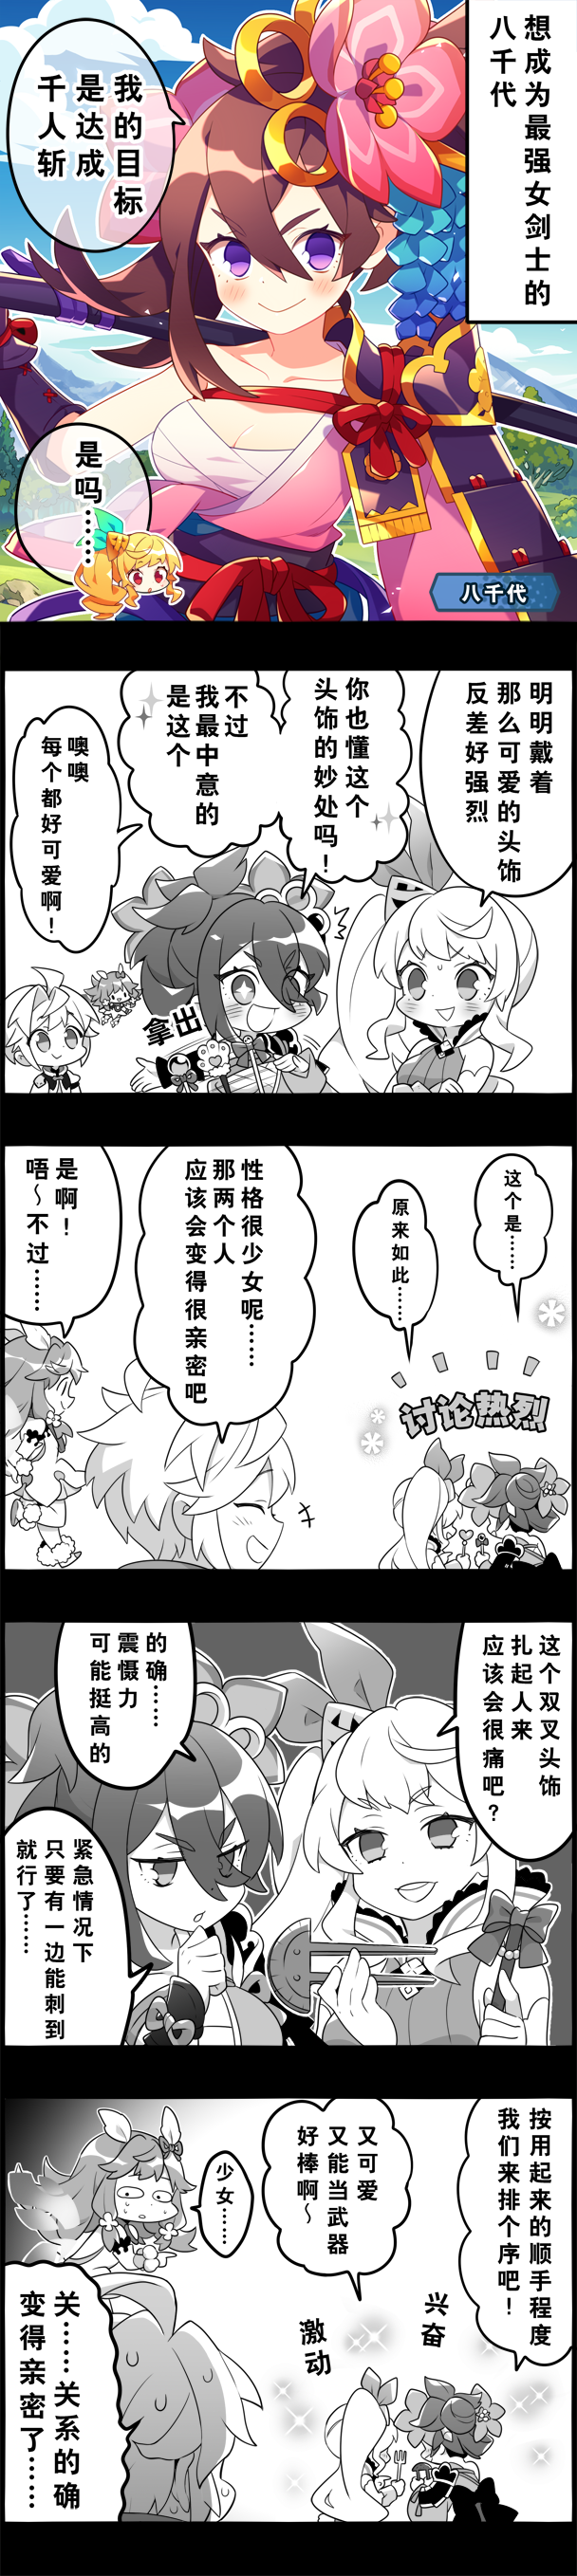 想成为最强女剑士的
八千代
我的目标
是达成
千人斩
是吗……
八千代
明明戴着
那么可爱的头饰
反差好强烈
你也懂这个
头饰的妙处吗！
不过
我最中意的
是这个
拿出
噢噢
每个都好可爱啊！
这个是……
原来如此……
讨论热烈
性格很少女呢……
那两个人
应该会变得很亲密吧
是啊！
唔～不过……
这个双叉头饰
扎起人来
应该会很痛吧？
的确……
震慑力
可能挺高的
紧急情况下
只要有一边能刺到
就行了……
按用起来的顺手程度
我们来排个序吧！
又可爱
又能当武器
好棒啊～
兴奋
激动
少女……
关……关系的确
变得亲密了……